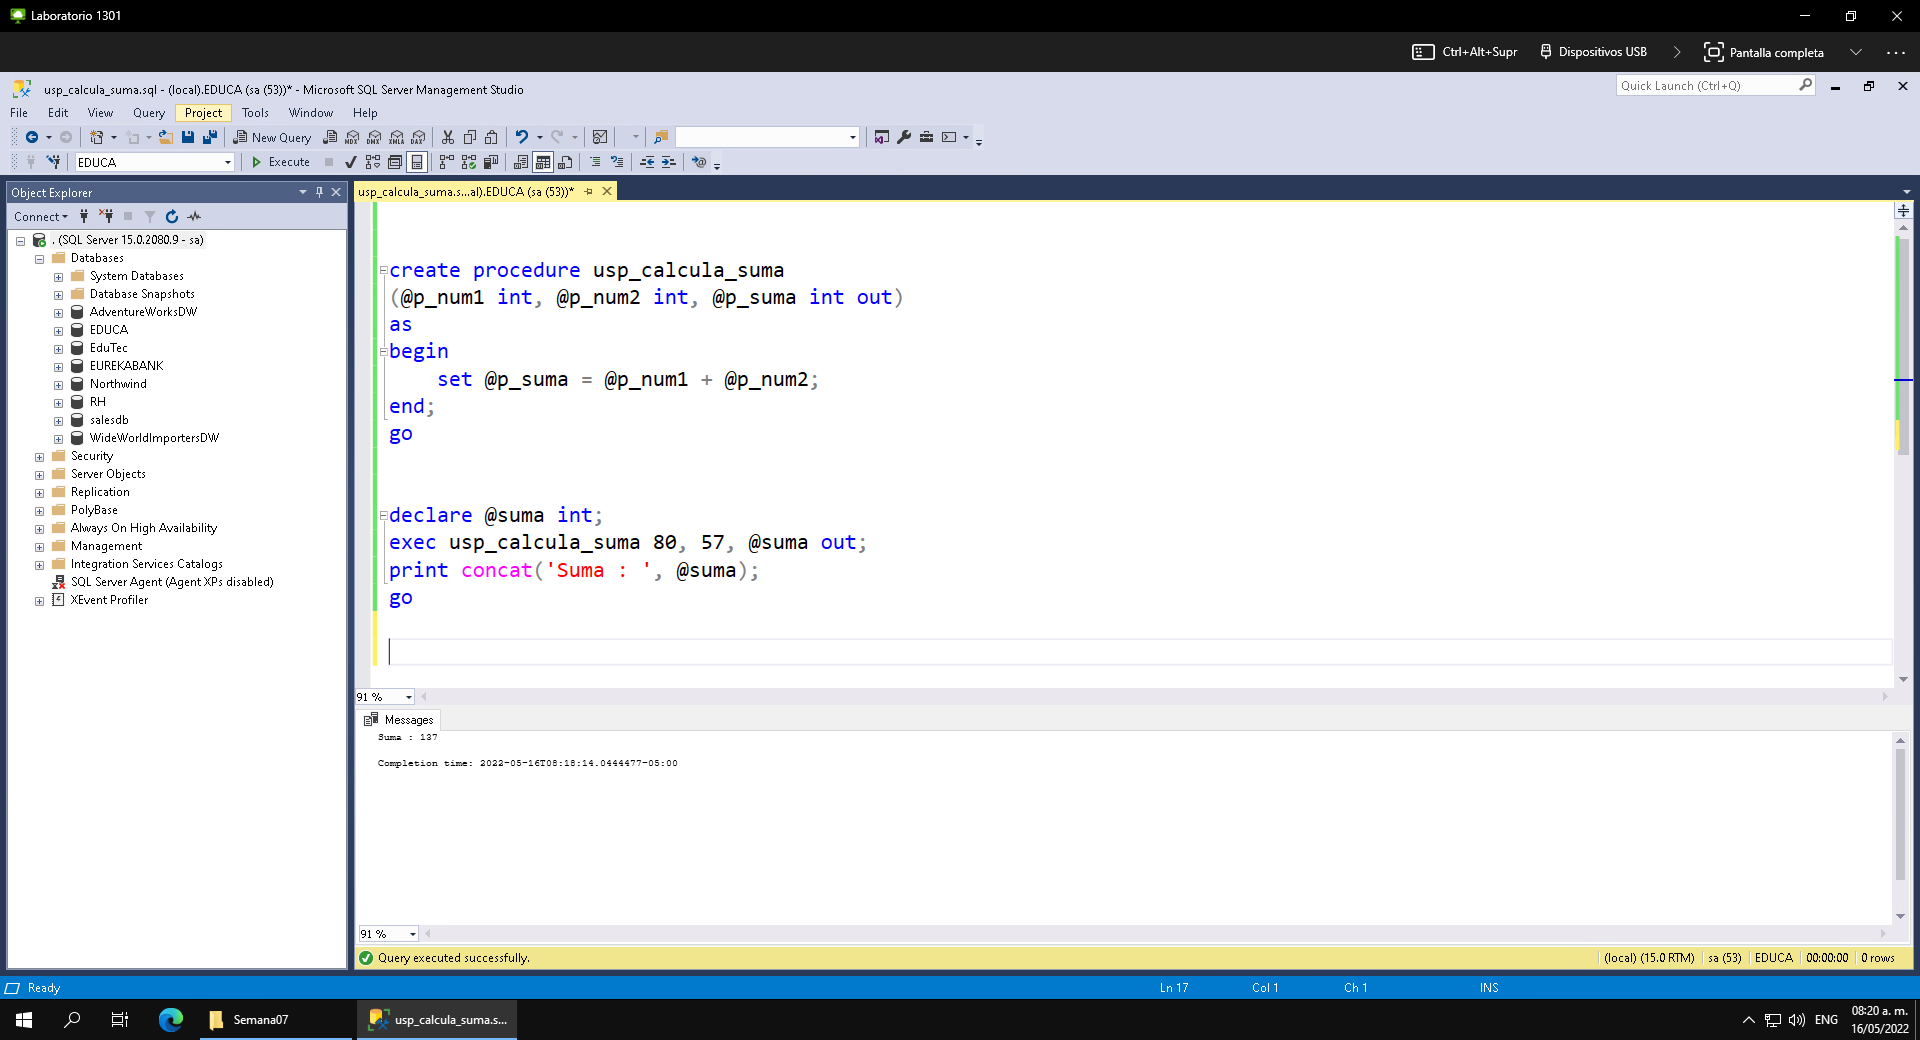 Laboratorio 1301
Ctrl+Alt+Supr
Dispositivos USB
Pantalla completa
usp_calcula_suma.sql - (local).EDUCA (sa (53))* - Microsoft SQL Server Management Studio
Quick Launch (Ctrl+Q)
File Edit View Query Project Tools Window Help
New Query
MDX DMX XMLA DAX
EDUCA
Execute
Object Explorer
usp_calcula_suma.s...al).EDUCA (sa (53))*
Connect
. (SQL Server 15.0.2080.9 - sa)
Databases
System Databases
Database Snapshots
AdventureWorksDW
EDUCA
EduTec
EUREKABANK
Northwind
RH
salesdb
WideWorldImportersDW
Security
Server Objects
Replication
PolyBase
Always On High Availability
Management
Integration Services Catalogs
SQL Server Agent (Agent XPs disabled)
XEvent Profiler
create procedure usp_calcula_suma
(@p_num1 int, @p_num2 int, @p_suma int out)
as
begin
set @p_suma = @p_num1 + @p_num2;
end;
go
declare @suma int;
exec usp_calcula_suma 80, 57, @suma out;
print concat('Suma : ', @suma);
go
91 %
Messages
Suma : 137
Completion time: 2022-05-16T08:18:14.0444477-05:00
91 %
Query executed successfully.
(local) (15.0 RTM) sa (53) EDUCA 00:00:00 0 rows
Ready
Ln 17 Col 1 Ch 1 INS
Semana07
usp_calcula_suma.s...
ENG
08:20 a. m.
16/05/2022